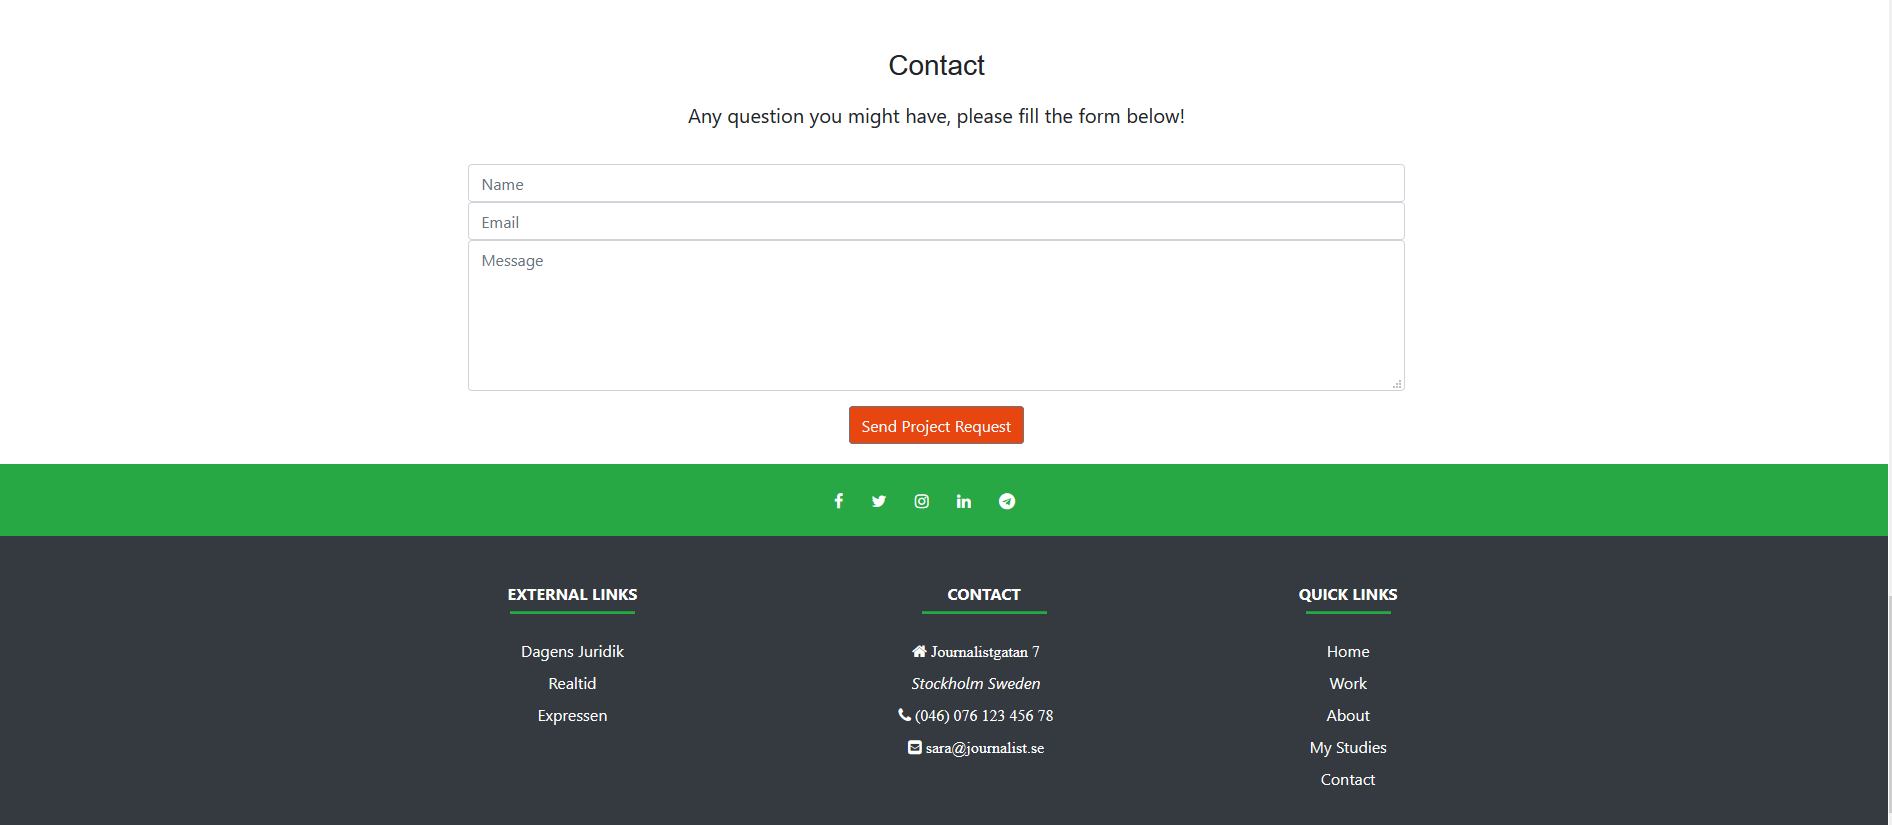 Contact
Any question you might have, please fill the form below!
Name
Email
Message
Send Project Request
EXTERNAL LINKS
Dagens Juridik
Realtid
Expressen
CONTACT
Journalistgatan 7
Stockholm Sweden
(046) 076 123 456 78
sara@journalist.se
QUICK LINKS
Home
Work
About
My Studies
Contact